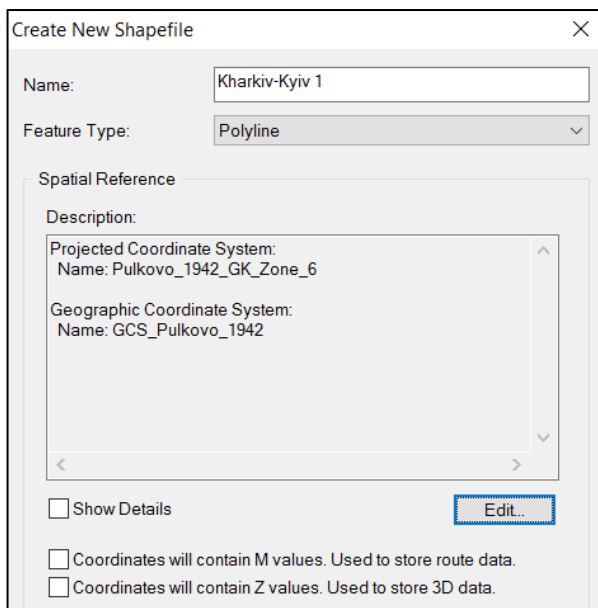 Create New Shapefile
Name: Kharkiv-Kyiv 1
Feature Type: Polyline
Spatial Reference
Description:
Projected Coordinate System:
Name: Pulkovo_1942_GK_Zone_6
Geographic Coordinate System:
Name: GCS_Pulkovo_1942
Show Details Edit...
Coordinates will contain M values. Used to store route data.
Coordinates will contain Z values. Used to store 3D data.